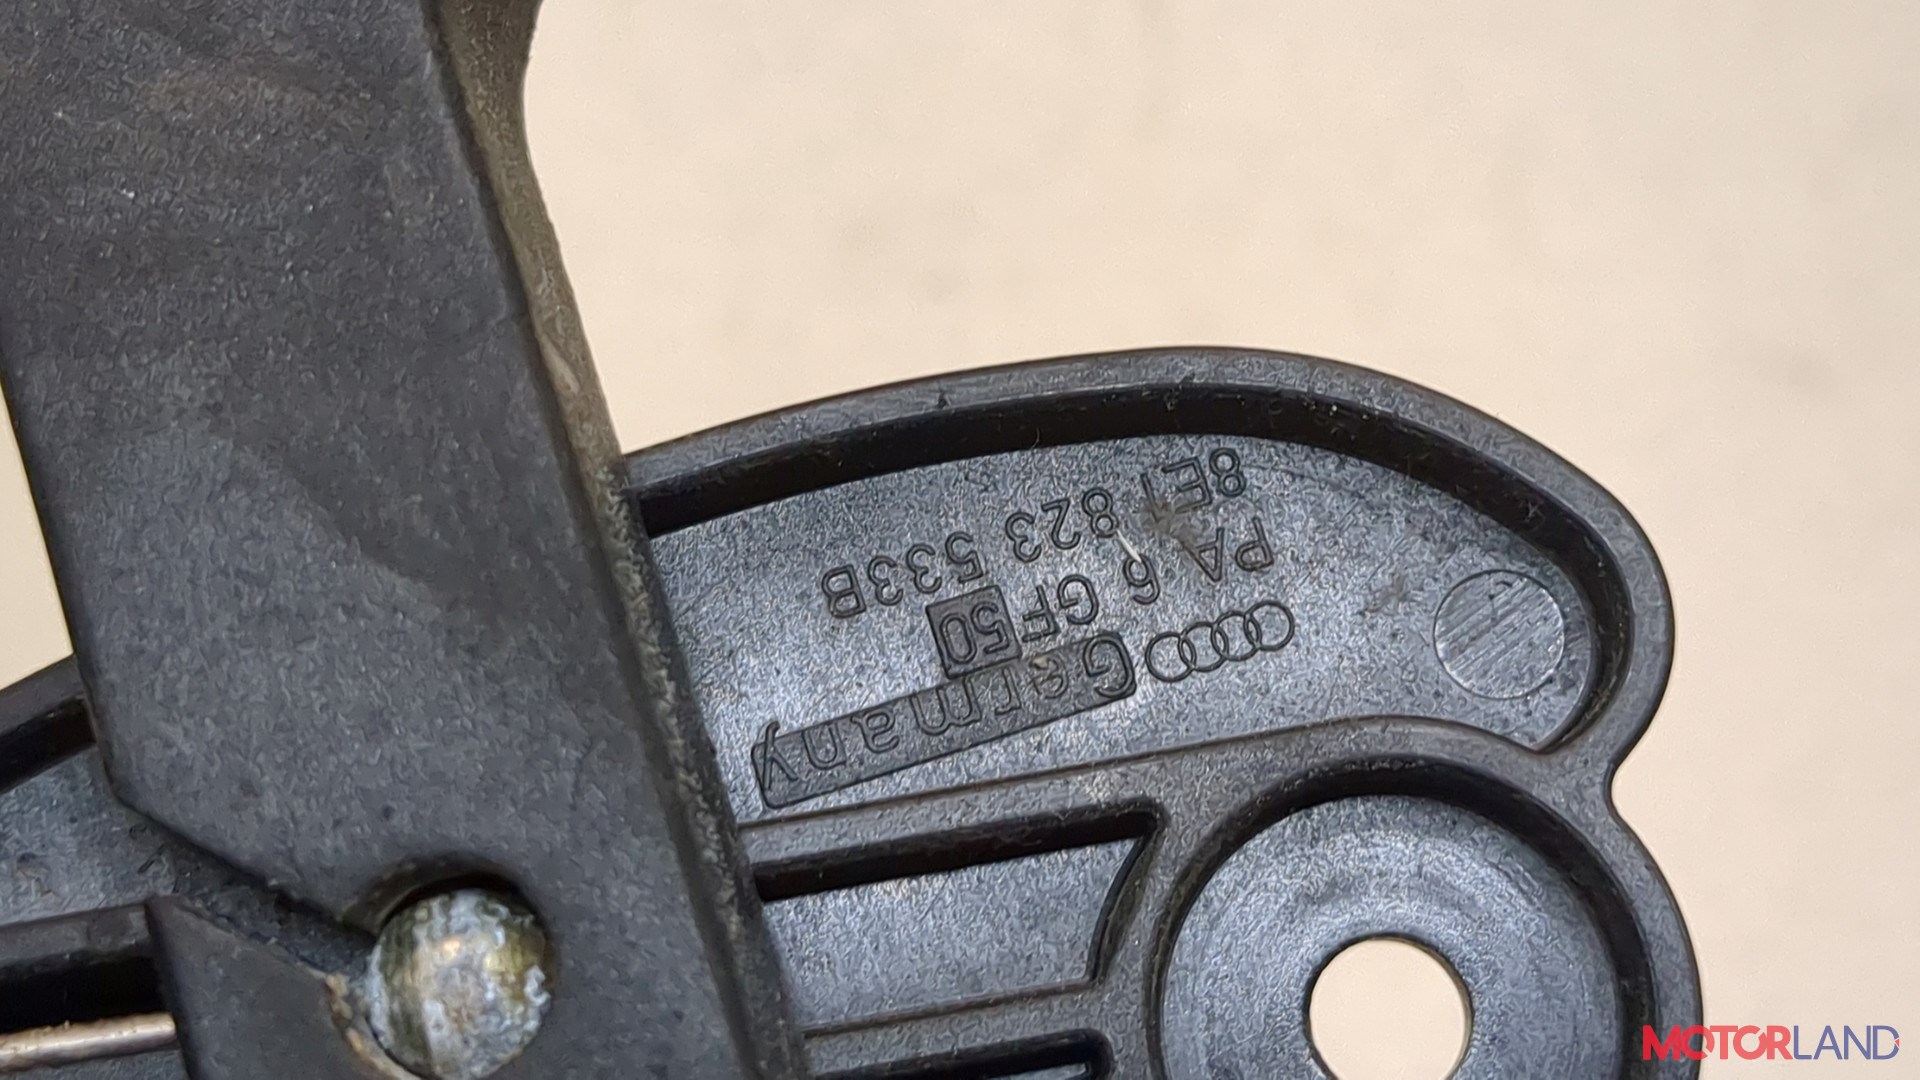 8E1 823 533B
PA 6 GF50
Germany
MOTORLAND